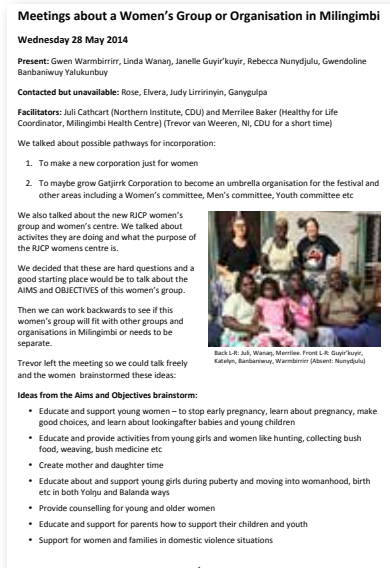 Meetings about a Women's Group or Organisation in Milingimbi
Wednesday 28 May 2014
Present: Gwen Warmbirrirr, Linda Wanaŋ, Janelle Guyir'kuyir, Rebecca Nunydjulu, Gwendoline
Banbaniwuy Yalukunbuy
Contacted but unavailable: Rose, Elvera, Judy Lirririnyin, Ganygulpa
Facilitators: Juli Cathcart (Northern Institute, CDU) and Merrilee Baker (Healthy for Life
Coordinator, Milingimbi Health Centre) (Trevor van Weeren, NI, CDU for a short time)
We talked about possible pathways for incorporation:
1. To make a new corporation just for women
2. To maybe grow Gatjirrk Corporation to become an umbrella organisation for the festival and
other areas including a Women's committee, Men's committee, Youth committee etc
We also talked about the new RJCP women's
group and women's centre. We talked about
activites they are doing and what the purpose of
the RJCP womens centre is.
We decided that these are hard questions and a
good starting place would be to talk about the
AIMS and OBJECTIVES of this women's group.
Then we can work backwards to see if this
women's group will fit with other groups and
organisations in Milingimbi or needs to be
separate.
Trevor left the meeting so we could talk freely
and the women brainstormed these ideas:
Back L-R: Juli, Wanaŋ, Merrilee. Front L-R: Guyir'kuyir,
Katelyn, Banbaniwuy, Warmbirrirr (Absent: Nunydjulu)
Ideas from the Aims and Objectives brainstorm:
• Educate and support young women – to stop early pregnancy, learn about pregnancy, make
good choices, and learn about lookingafter babies and young children
• Educate and provide activities from young girls and women like hunting, collecting bush
food, weaving, bush medicine etc
• Create mother and daughter time
• Educate about and support young girls during puberty and moving into womanhood, birth
etc in both Yolŋu and Balanda ways
• Provide counselling for young and older women
• Educate and support for parents how to support their children and youth
• Support for women and families in domestic violence situations